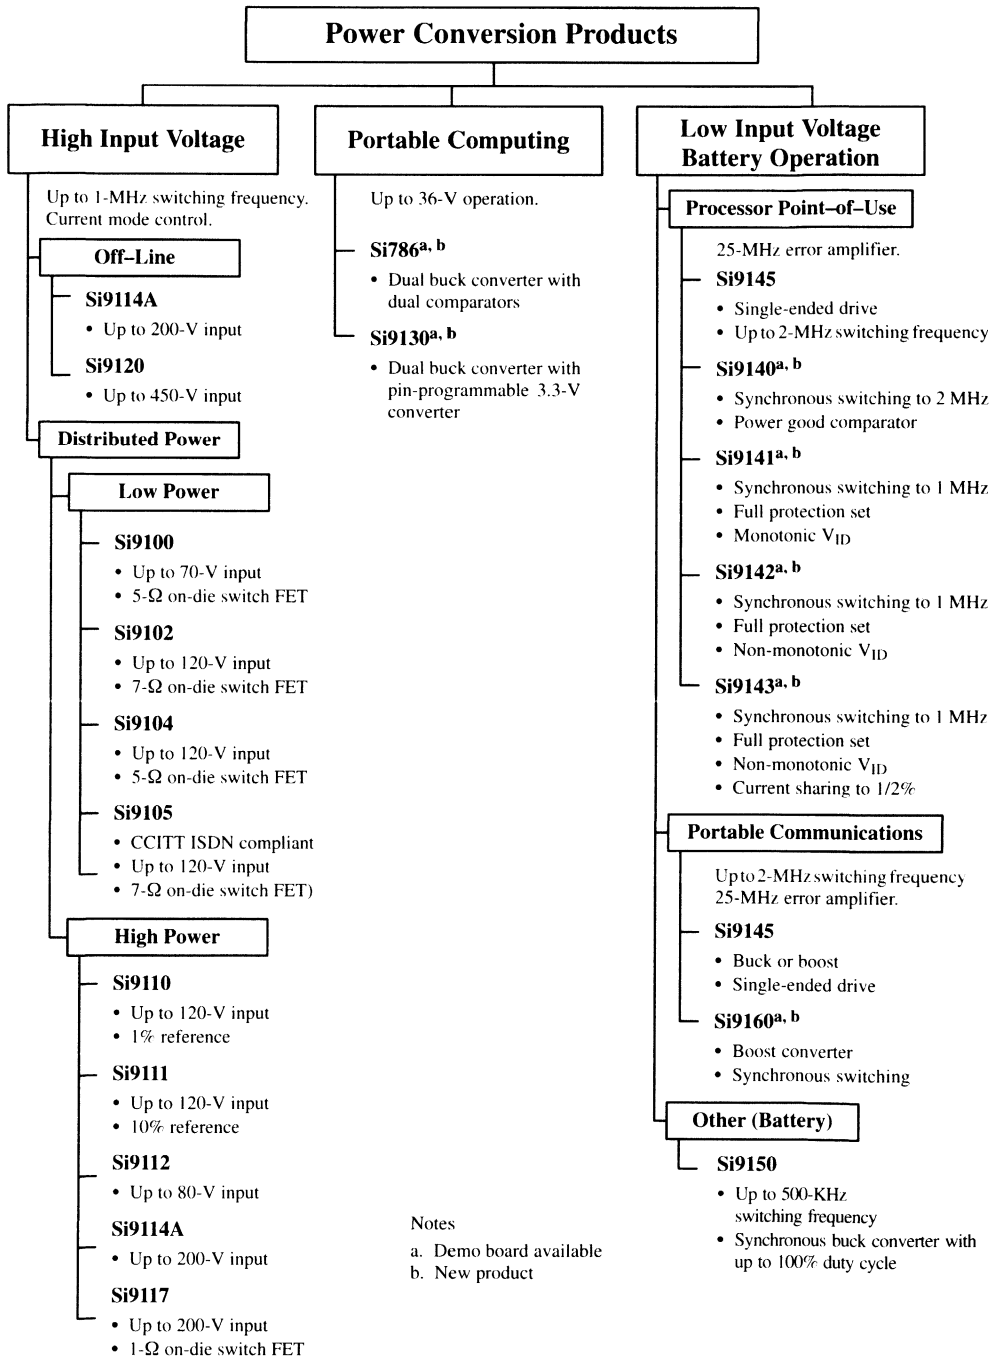 Power Conversion Products
High Input Voltage
Up to 1-MHz switching frequency.
Current mode control.
Off–Line
Si9114A
• Up to 200-V input
Si9120
• Up to 450-V input
Distributed Power
Low Power
Si9100
• Up to 70-V input
• 5-Ω on-die switch FET
Si9102
• Up to 120-V input
• 7-Ω on-die switch FET
Si9104
• Up to 120-V input
• 5-Ω on-die switch FET
Si9105
• CCITT ISDN compliant
• Up to 120-V input
• 7-Ω on-die switch FET)
High Power
Si9110
• Up to 120-V input
• 1% reference
Si9111
• Up to 120-V input
• 10% reference
Si9112
• Up to 80-V input
Si9114A
• Up to 200-V input
Si9117
• Up to 200-V input
• 1-Ω on-die switch FET
Portable Computing
Up to 36-V operation.
Si786a, b
• Dual buck converter with
dual comparators
Si9130a, b
• Dual buck converter with
pin-programmable 3.3-V
converter
Low Input Voltage
Battery Operation
Processor Point–of–Use
25-MHz error amplifier.
Si9145
• Single-ended drive
• Up to 2-MHz switching frequency
Si9140a, b
• Synchronous switching to 2 MHz
• Power good comparator
Si9141a, b
• Synchronous switching to 1 MHz
• Full protection set
• Monotonic VID
Si9142a, b
• Synchronous switching to 1 MHz
• Full protection set
• Non-monotonic VID
Si9143a, b
• Synchronous switching to 1 MHz
• Full protection set
• Non-monotonic VID
• Current sharing to 1/2%
Portable Communications
Up to 2-MHz switching frequency
25-MHz error amplifier.
Si9145
• Buck or boost
• Single-ended drive
Si9160a, b
• Boost converter
• Synchronous switching
Other (Battery)
Si9150
• Up to 500-KHz
switching frequency
• Synchronous buck converter with
up to 100% duty cycle
Notes
a. Demo board available
b. New product